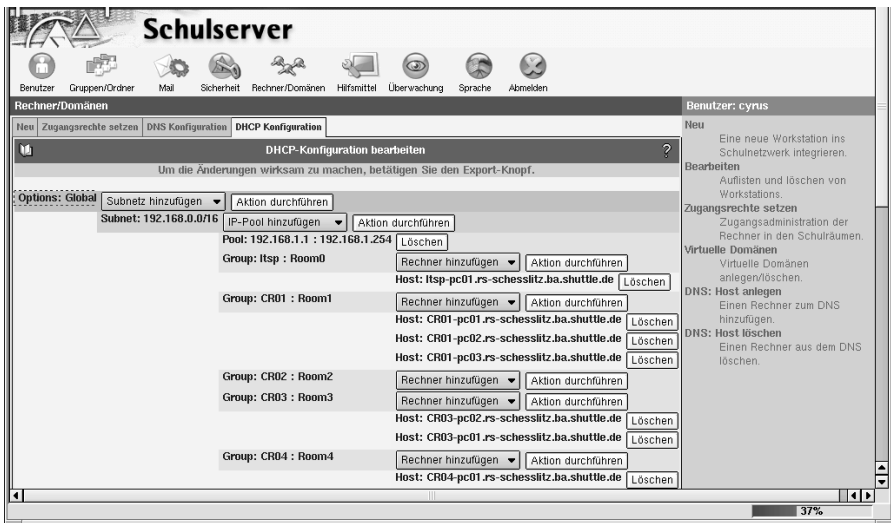 Schulserver
Benutzer Gruppen/Ordner Mail Sicherheit Rechner/Domänen Hilfsmittel Überwachung Sprache Abmelden
Rechner/Domänen
Neu Zugangsrechte setzen DNS Konfiguration DHCP Konfiguration
DHCP-Konfiguration bearbeiten ?
Um die Änderungen wirksam zu machen, betätigen Sie den Export-Knopf.
Options: Global Subnetz hinzufügen Aktion durchführen
Subnet: 192.168.0.0/16 IP-Pool hinzufügen Aktion durchführen
Pool: 192.168.1.1 : 192.168.1.254 Löschen
Group: ltsp : Room0 Rechner hinzufügen Aktion durchführen
Host: ltsp-pc01.rs-schesslitz.ba.shuttle.de Löschen
Group: CR01 : Room1 Rechner hinzufügen Aktion durchführen
Host: CR01-pc01.rs-schesslitz.ba.shuttle.de Löschen
Host: CR01-pc02.rs-schesslitz.ba.shuttle.de Löschen
Host: CR01-pc03.rs-schesslitz.ba.shuttle.de Löschen
Group: CR02 : Room2 Rechner hinzufügen Aktion durchführen
Group: CR03 : Room3 Rechner hinzufügen Aktion durchführen
Host: CR03-pc02.rs-schesslitz.ba.shuttle.de Löschen
Host: CR03-pc01.rs-schesslitz.ba.shuttle.de Löschen
Group: CR04 : Room4 Rechner hinzufügen Aktion durchführen
Host: CR04-pc01.rs-schesslitz.ba.shuttle.de Löschen
Benutzer: cyrus
Neu
Eine neue Workstation ins
Schulnetzwerk integrieren.
Bearbeiten
Auflisten und löschen von
Workstations.
Zugangsrechte setzen
Zugangsadministration der
Rechner in den Schulräumen.
Virtuelle Domänen
Virtuelle Domänen
anlegen/löschen.
DNS: Host anlegen
Einen Rechner zum DNS
hinzufügen.
DNS: Host löschen
Einen Rechner aus dem DNS
löschen.
37%